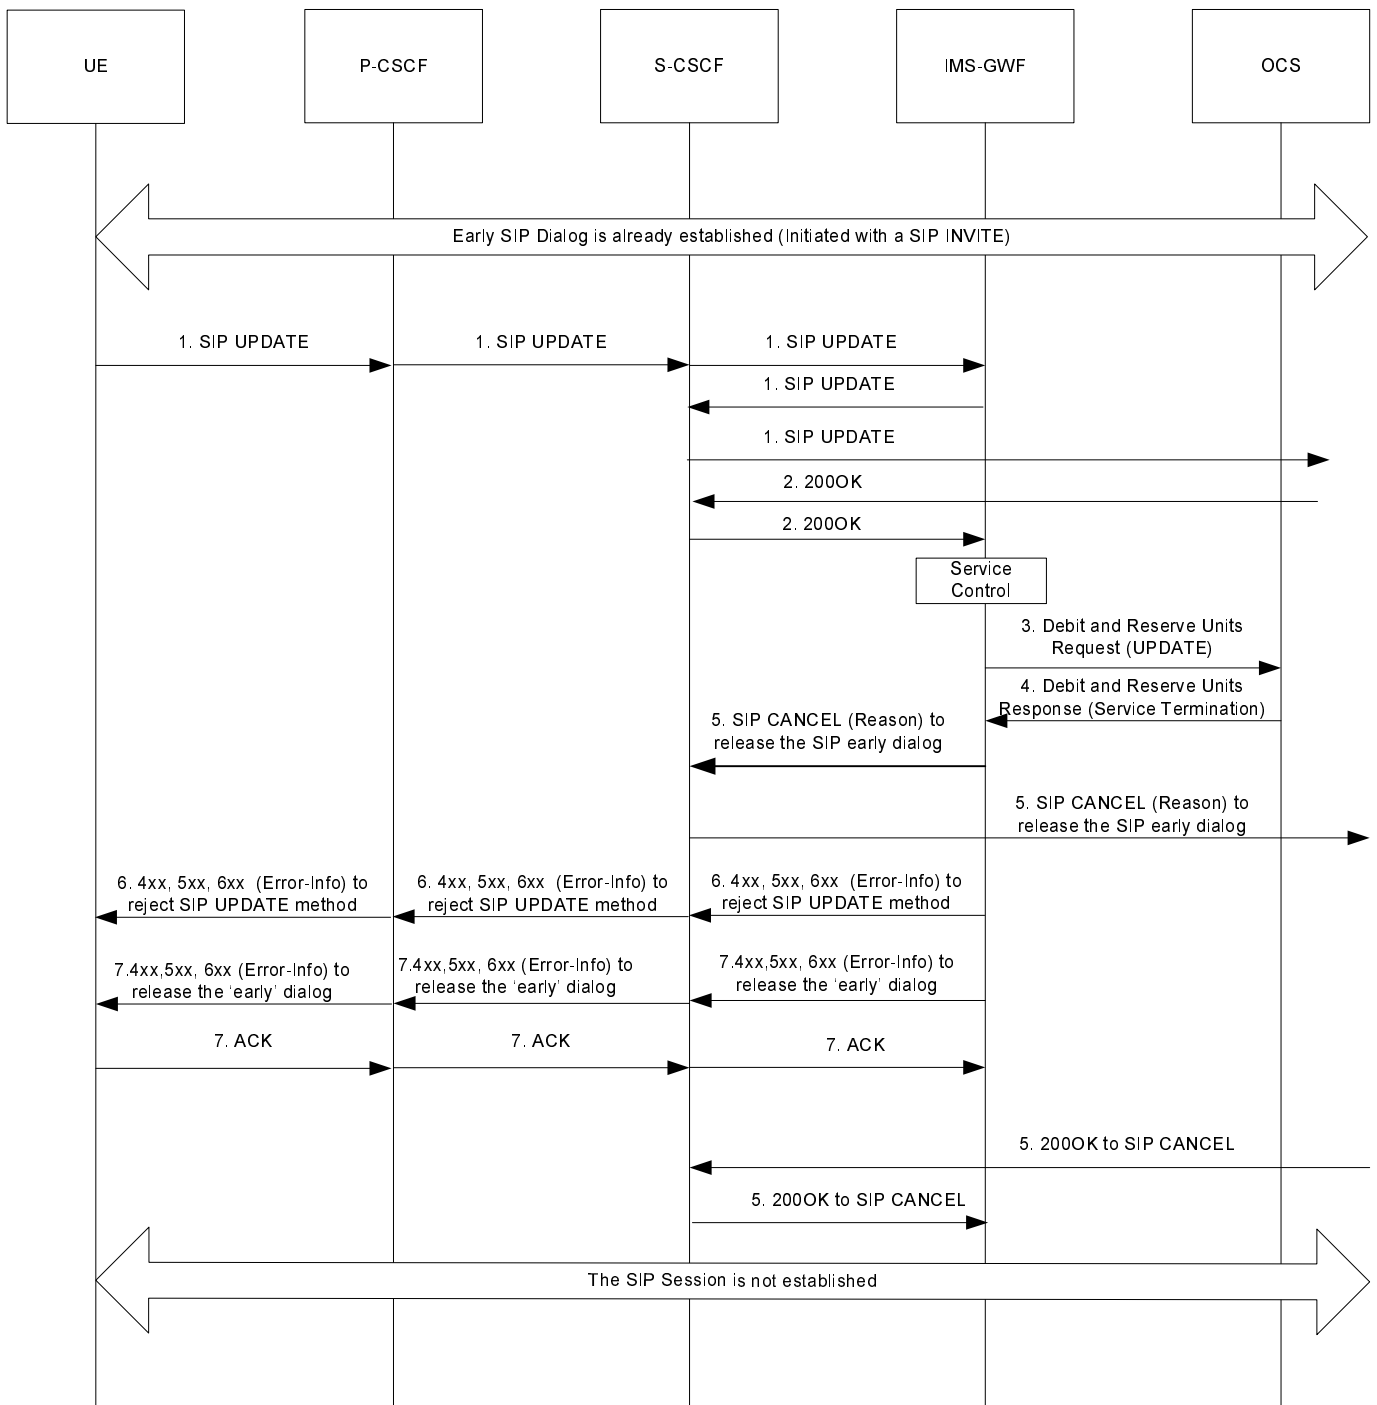 UE
P-CSCF
S-CSCF
IMS-GWF
OCS
Early SIP Dialog is already established (Initiated with a SIP INVITE)
1. SIP UPDATE
1. SIP UPDATE
1. SIP UPDATE
1. SIP UPDATE
1. SIP UPDATE
2. 200OK
2. 200OK
Service
Control
3. Debit and Reserve Units
Request (UPDATE)
4. Debit and Reserve Units
Response (Service Termination)
5. SIP CANCEL (Reason) to
release the SIP early dialog
5. SIP CANCEL (Reason) to
release the SIP early dialog
6. 4xx, 5xx, 6xx (Error-Info) to
reject SIP UPDATE method
6. 4xx, 5xx, 6xx (Error-Info) to
reject SIP UPDATE method
6. 4xx, 5xx, 6xx (Error-Info) to
reject SIP UPDATE method
7.4xx,5xx, 6xx (Error-Info) to
release the ‘early’ dialog
7.4xx,5xx, 6xx (Error-Info) to
release the ‘early’ dialog
7.4xx,5xx, 6xx (Error-Info) to
release the ‘early’ dialog
7. ACK
7. ACK
7. ACK
5. 200OK to SIP CANCEL
5. 200OK to SIP CANCEL
The SIP Session is not established